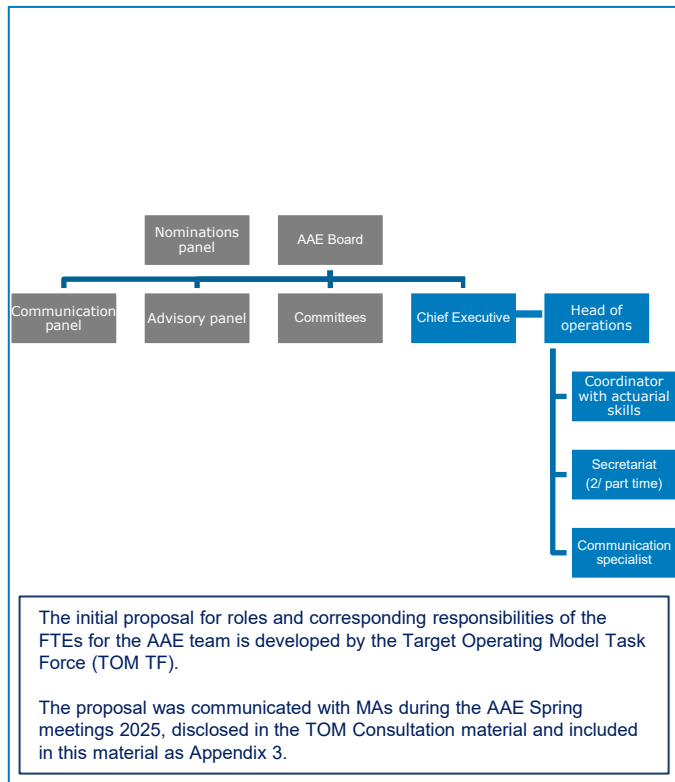 Nominations
panel
AAE Board
Communication
panel
Advisory panel
Committees
Chief Executive
Head of
operations
Coordinator
with actuarial
skills
Secretariat
(2/ part time)
Communication
specialist
The initial proposal for roles and corresponding responsibilities of the
FTEs for the AAE team is developed by the Target Operating Model Task
Force (TOM TF).
The proposal was communicated with MAs during the AAE Spring
meetings 2025, disclosed in the TOM Consultation material and included
in this material as Appendix 3.